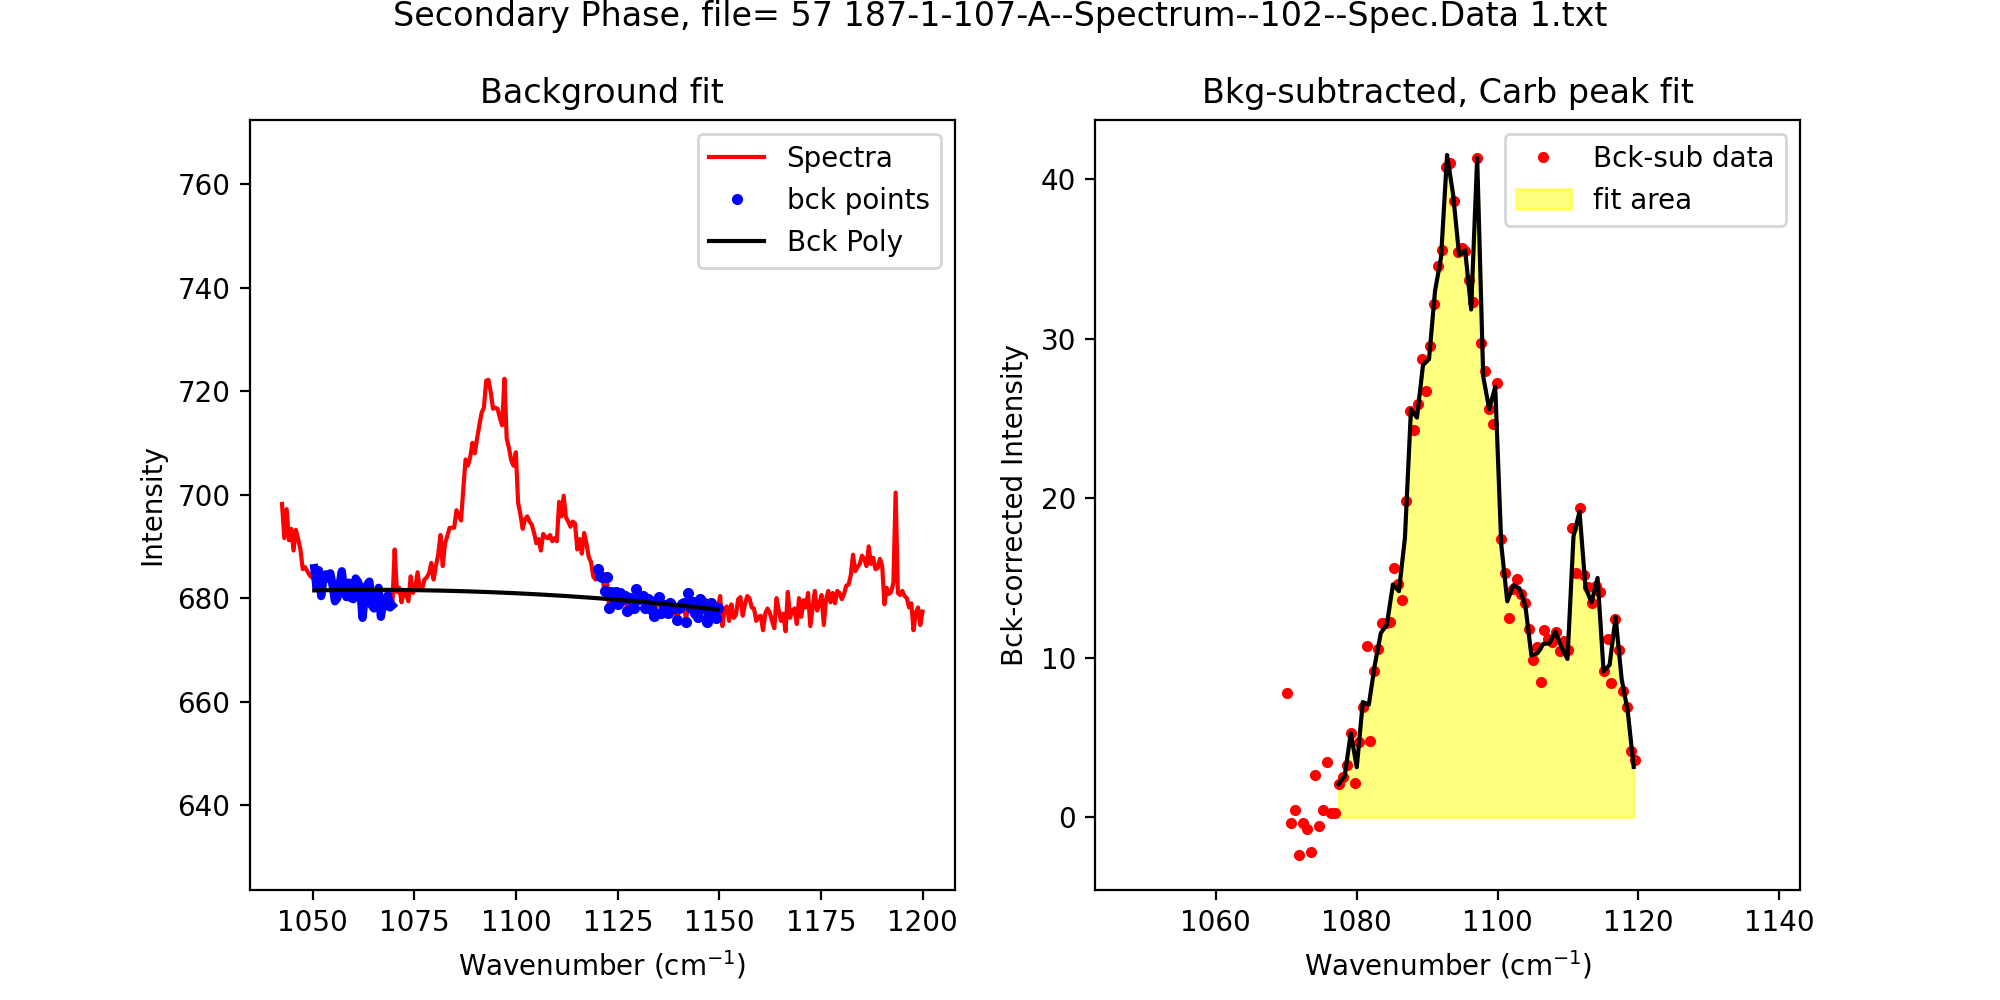 Secondary Phase, file= 57 187-1-107-A--Spectrum--102--Spec.Data 1.txt
Background fit
Spectra
bck points
Bck Poly
Intensity
760
740
720
700
680
660
640
1050
1075
1100
1125
1150
1175
1200
Wavenumber (cm⁻¹)
Bkg-subtracted, Carb peak fit
Bck-sub data
fit area
Bck-corrected Intensity
40
30
20
10
0
1060
1080
1100
1120
1140
Wavenumber (cm⁻¹)